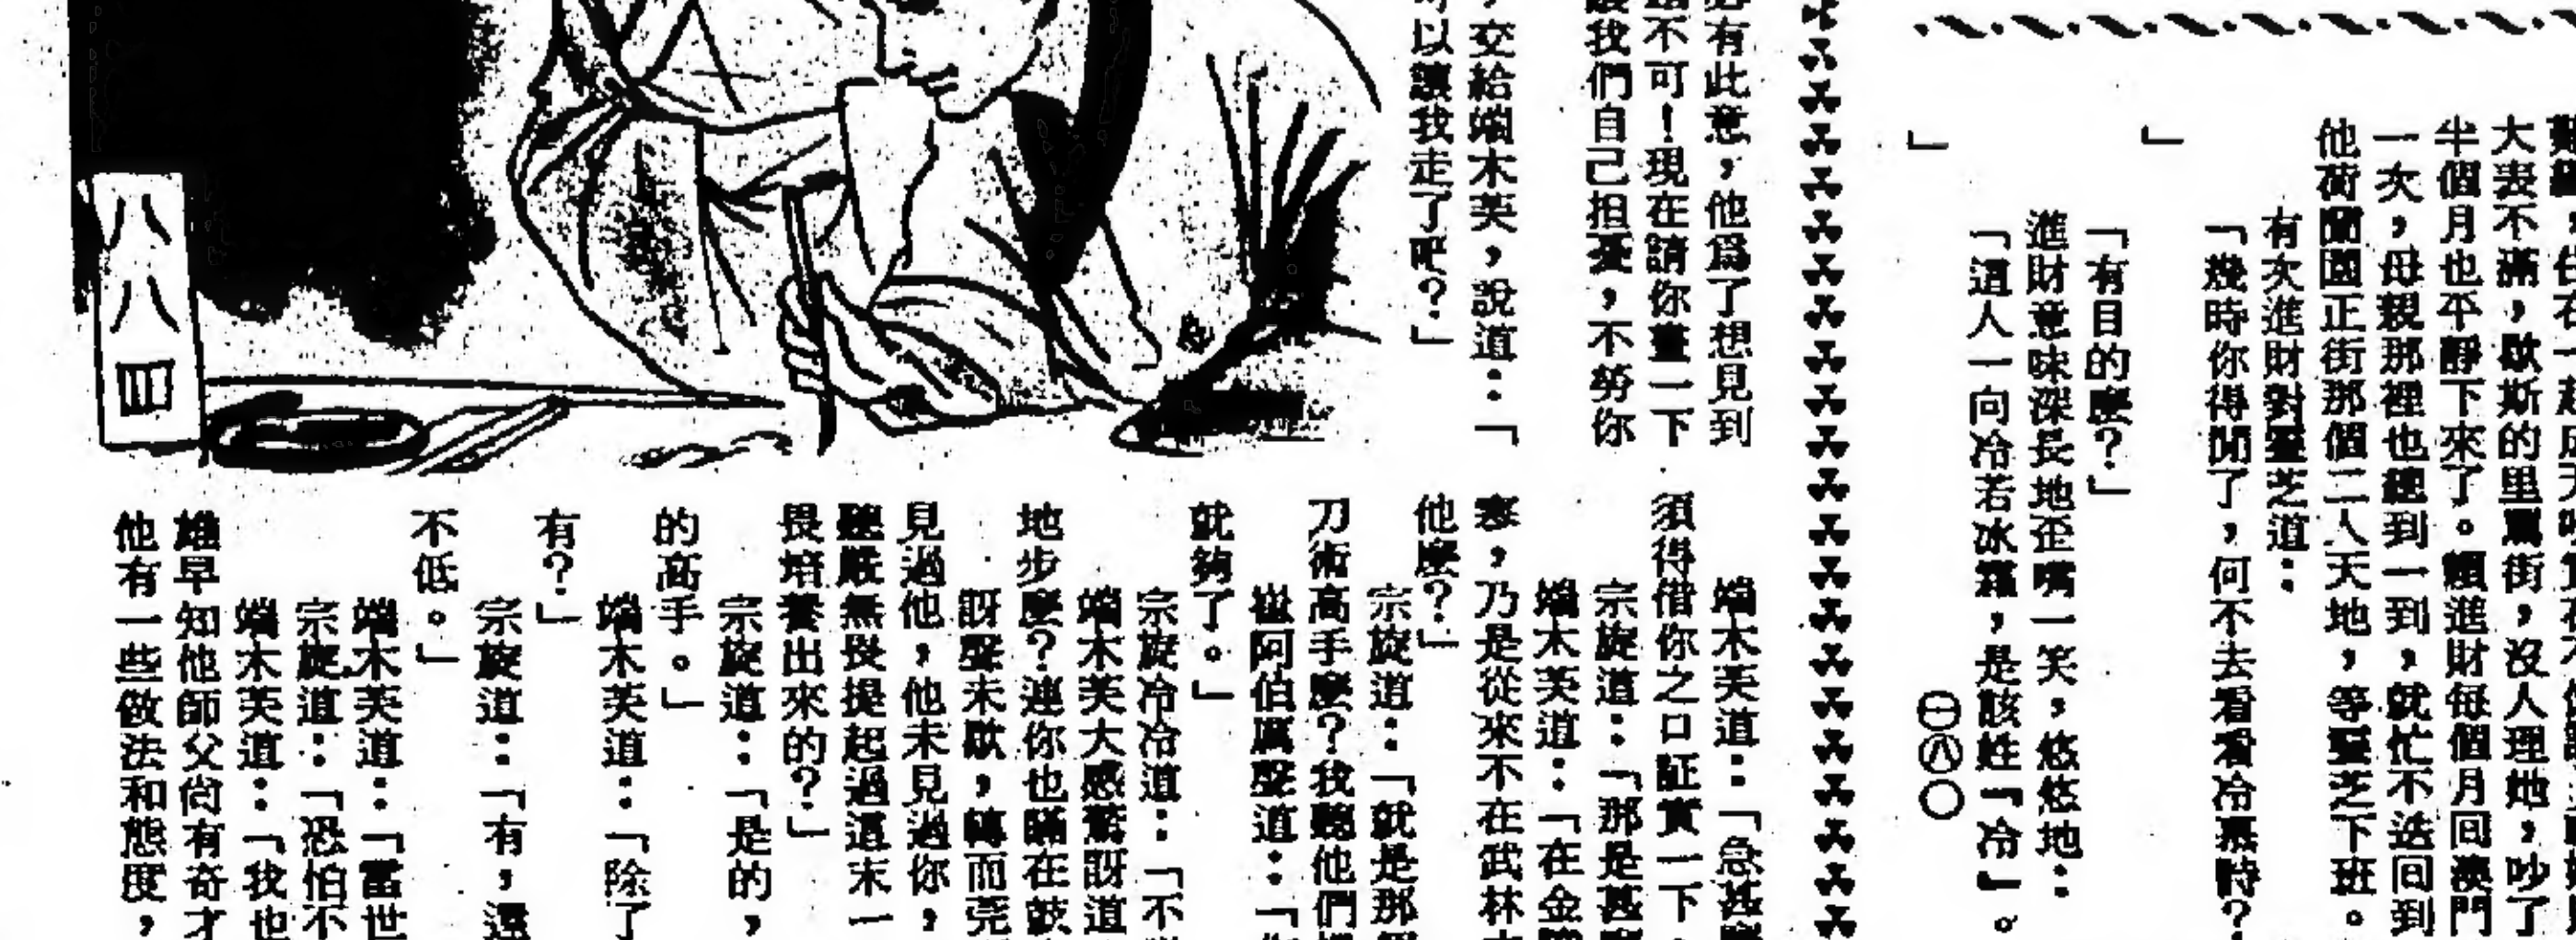 大表不滿，歇斯的里罵街，沒人理她，吵了
半個月也平靜下來了。顧進財每個月回澳門
一次，母親那裡也總到一到，就忙不迭回到
他荷蘭園正街那個二人天地，等靈芝下班。
有次進財對靈芝道：
「幾時你得閒了，何不去看看冷無時？
」
「有目的麼？」
進財意味深長地歪嘴一笑，悠悠地：
「這人一向冷若冰霜，是該姓『冷』。
」
㊀㊇〇
必有此意，他爲了想見到
不可！現在請你畫一下
我們自己担憂，不勞你
，交給端木芙，說道：「
可以讓我走了吧？」
八八四
端木芙道：「急甚麼
須得借你之口証實一下，
宗旋道：「那是甚麼
端木芙道：「在金
寒，乃是從來不在武林
他麼？」
宗旋道：「就是那
刀術高手麼？我聽他們
嶽阿伯厲聲道：「
就夠了。」
宗旋冷冷道：「不
端木芙大感驚訝道
地步麼？連你也瞞在鼓
訝聲未歇，轉而莞
見過他，他未見過你，
聽嚴無畏提起過這末一
畏培養出來的？」
宗旋道：「是的，
的高手。」
端木芙道：「除了
有？」
宗旋道：「有，還
不低。」
端木芙道：「當世
宗旋道：「恐怕不
端木芙道：「我也
雖早知他師父尚有奇才
他有一些做法和態度，